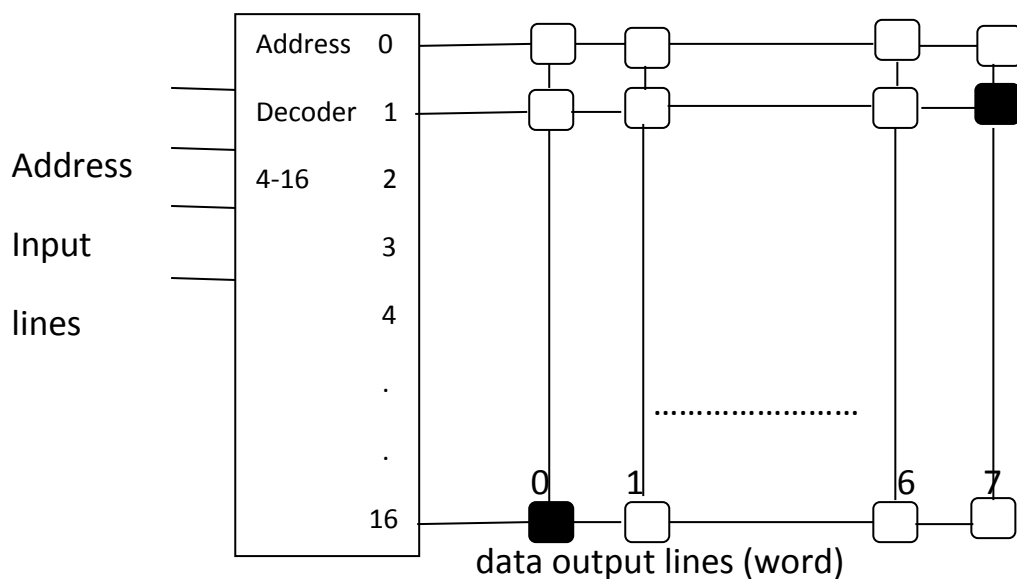 Address 0
Decoder 1
Address
4-16 2
Input
3
lines
4
.
……………………
.
0 1 6 7
16
data output lines (word)